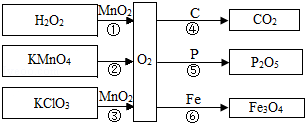 H₂O₂ MnO₂ ① C ④ CO₂
KMnO₄ ② O₂ P ⑤ P₂O₅
KClO₃ MnO₂ ③ Fe ⑥ Fe₃O₄